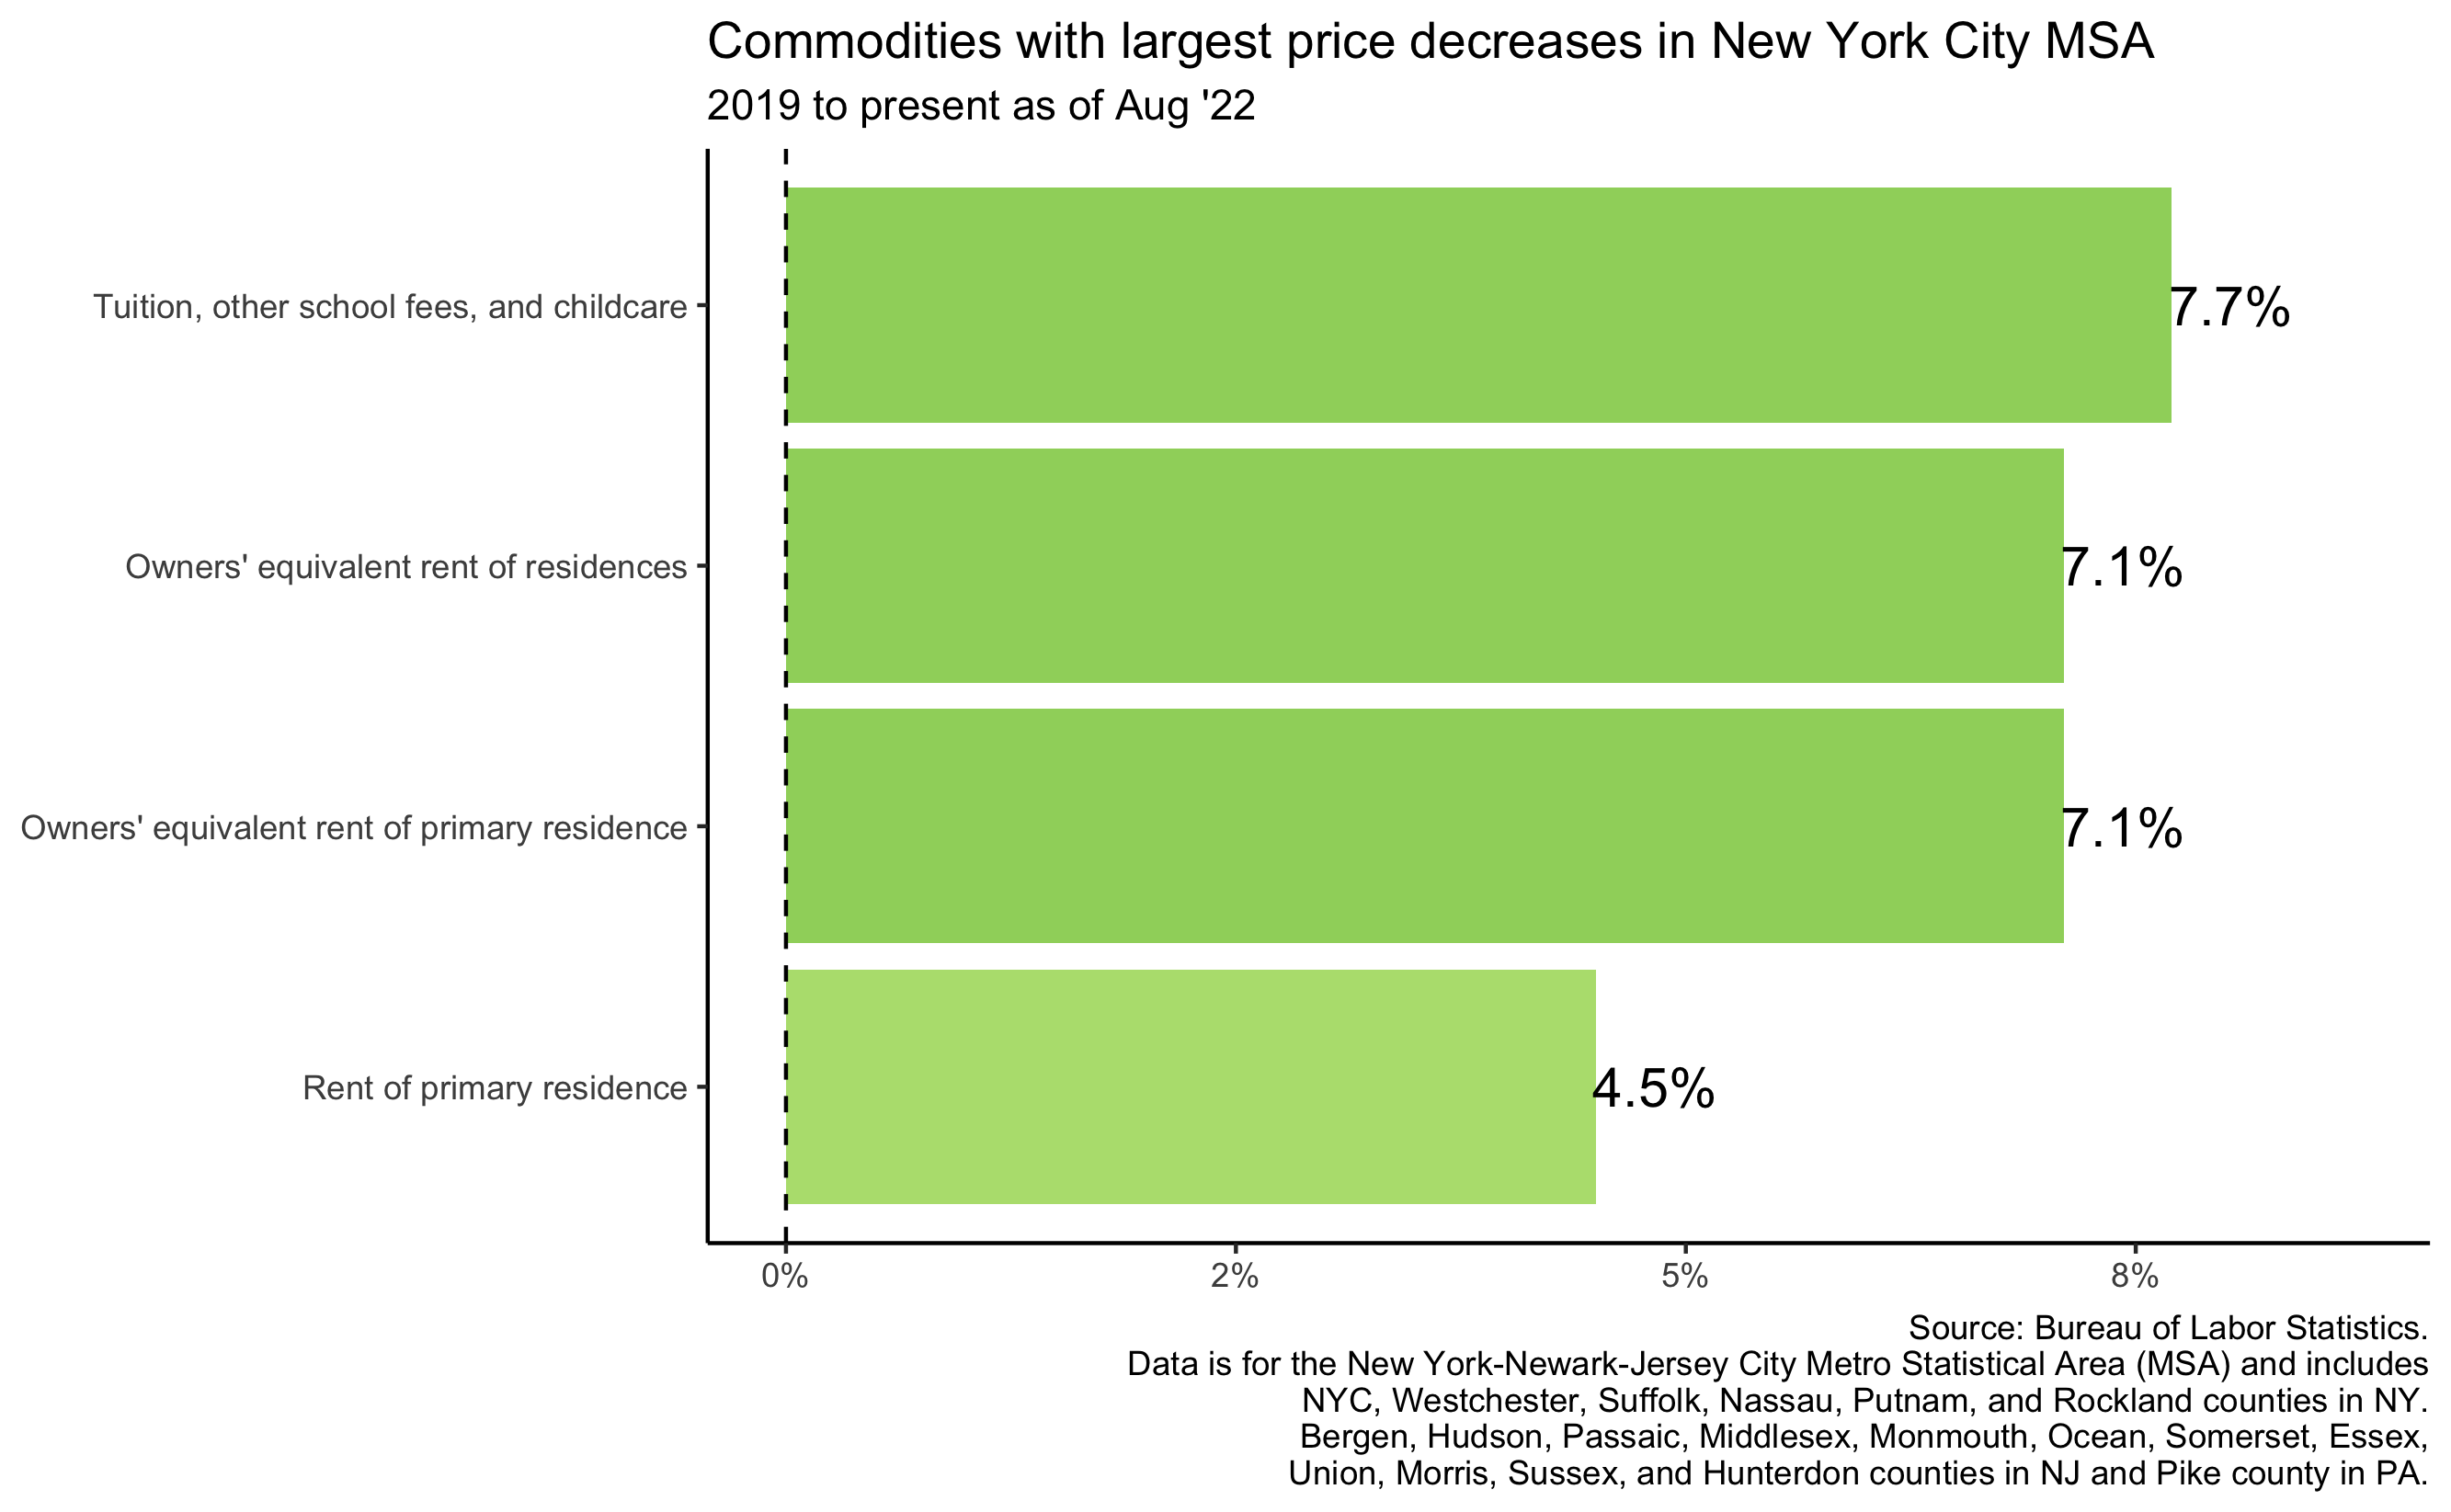 Commodities with largest price decreases in New York City MSA
2019 to present as of Aug '22
Tuition, other school fees, and childcare
7.7%
Owners' equivalent rent of residences
7.1%
Owners' equivalent rent of primary residence
7.1%
Rent of primary residence
4.5%
0%
2%
5%
8%
Source: Bureau of Labor Statistics.
Data is for the New York-Newark-Jersey City Metro Statistical Area (MSA) and includes
NYC, Westchester, Suffolk, Nassau, Putnam, and Rockland counties in NY.
Bergen, Hudson, Passaic, Middlesex, Monmouth, Ocean, Somerset, Essex,
Union, Morris, Sussex, and Hunterdon counties in NJ and Pike county in PA.